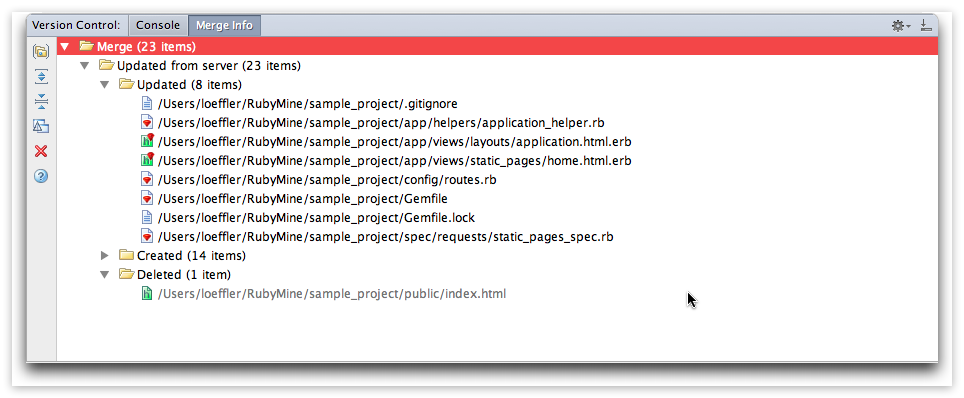 Version Control: Console Merge Info
Merge (23 items)
Updated from server (23 items)
Updated (8 items)
/Users/loeffler/RubyMine/sample_project/.gitignore
/Users/loeffler/RubyMine/sample_project/app/helpers/application_helper.rb
/Users/loeffler/RubyMine/sample_project/app/views/layouts/application.html.erb
/Users/loeffler/RubyMine/sample_project/app/views/static_pages/home.html.erb
/Users/loeffler/RubyMine/sample_project/config/routes.rb
/Users/loeffler/RubyMine/sample_project/Gemfile
/Users/loeffler/RubyMine/sample_project/Gemfile.lock
/Users/loeffler/RubyMine/sample_project/spec/requests/static_pages_spec.rb
Created (14 items)
Deleted (1 item)
/Users/loeffler/RubyMine/sample_project/public/index.html